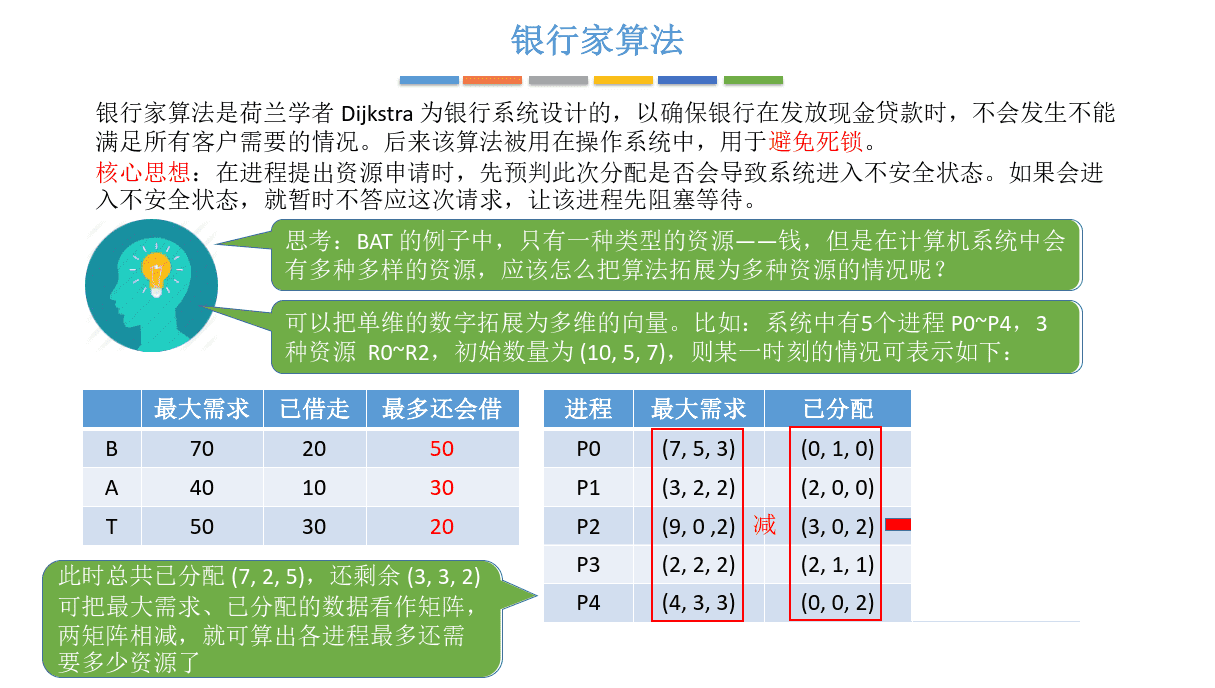 银行家算法
银行家算法是荷兰学者 Dijkstra 为银行系统设计的，以确保银行在发放现金贷款时，不会发生不能
满足所有客户需要的情况。后来该算法被用在操作系统中，用于避免死锁。
核心思想：在进程提出资源申请时，先预判此次分配是否会导致系统进入不安全状态。如果会进
入不安全状态，就暂时不答应这次请求，让该进程先阻塞等待。
思考：BAT 的例子中，只有一种类型的资源——钱，但是在计算机系统中会
有多种多样的资源，应该怎么把算法拓展为多种资源的情况呢？
可以把单维的数字拓展为多维的向量。比如：系统中有5个进程 P0~P4，3
种资源 R0~R2，初始数量为 (10, 5, 7)，则某一时刻的情况可表示如下：
最大需求 已借走 最多还会借
B 70 20 50
A 40 10 30
T 50 30 20
进程 最大需求 已分配
P0 (7, 5, 3) (0, 1, 0)
P1 (3, 2, 2) (2, 0, 0)
P2 (9, 0 ,2) 减 (3, 0, 2)
P3 (2, 2, 2) (2, 1, 1)
P4 (4, 3, 3) (0, 0, 2)
此时总共已分配 (7, 2, 5)，还剩余 (3, 3, 2)
可把最大需求、已分配的数据看作矩阵，
两矩阵相减，就可算出各进程最多还需
要多少资源了